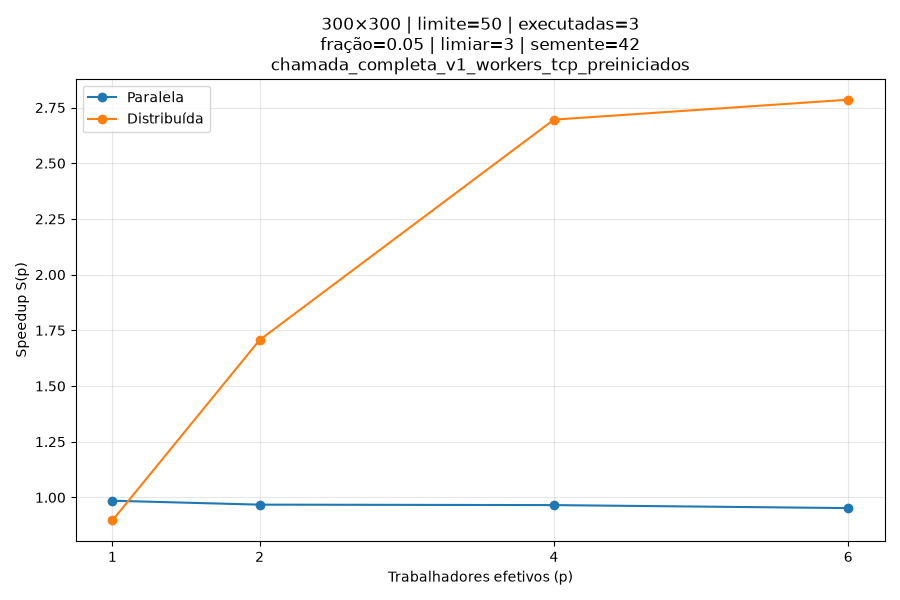 300×300 | limite=50 | executadas=3
fração=0.05 | limiar=3 | semente=42
chamada_completa_v1_workers_tcp_preiniciados
Paralela
Distribuída
Speedup S(p)
2.75
2.50
2.25
2.00
1.75
1.50
1.25
1.00
1 2 4 6
Trabalhadores efetivos (p)